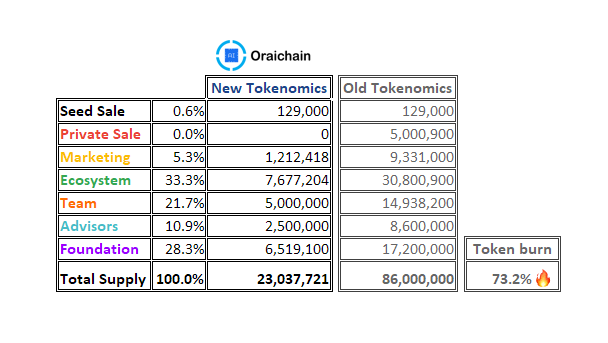 AI Oraichain
New Tokenomics Old Tokenomics
Seed Sale 0.6% 129,000 129,000
Private Sale 0.0% 0 5,000,900
Marketing 5.3% 1,212,418 9,331,000
Ecosystem 33.3% 7,677,204 30,800,900
Team 21.7% 5,000,000 14,938,200
Advisors 10.9% 2,500,000 8,600,000
Foundation 28.3% 6,519,100 17,200,000 Token burn
Total Supply 100.0% 23,037,721 86,000,000 73.2% 🔥